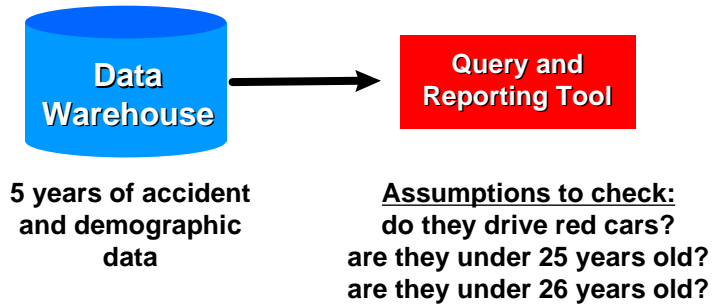 Data
Warehouse
Query and
Reporting Tool
5 years of accident
and demographic
data
Assumptions to check:
do they drive red cars?
are they under 25 years old?
are they under 26 years old?